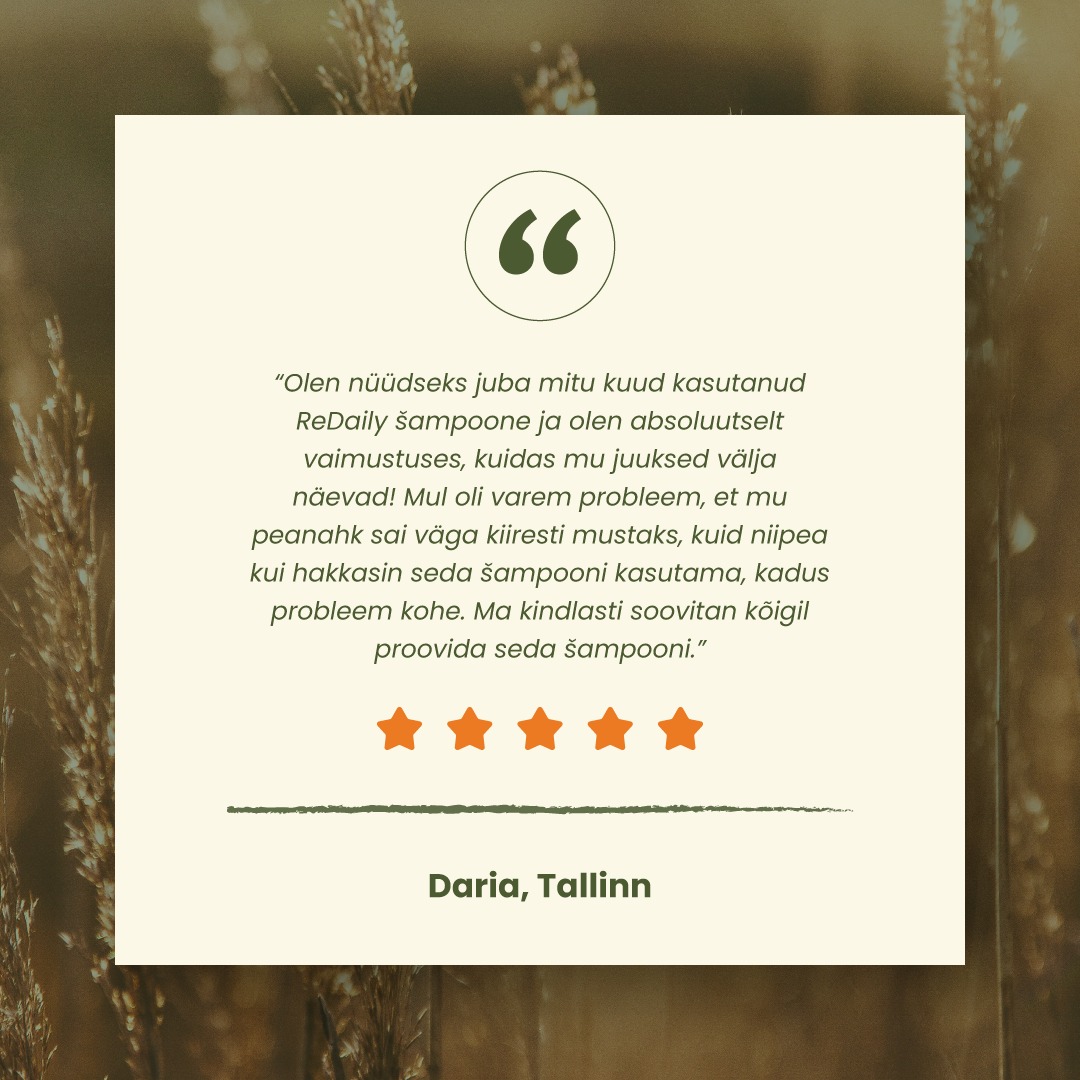 “Olen nüüdseks juba mitu kuud kasutanud
ReDaily šampoone ja olen absoluutselt
vaimustuses, kuidas mu juuksed välja
näevad! Mul oli varem probleem, et mu
peanahk sai väga kiiresti mustaks, kuid niipea
kui hakkasin seda šampooni kasutama, kadus
probleem kohe. Ma kindlasti soovitan kõigil
proovida seda šampooni.”
Daria, Tallinn